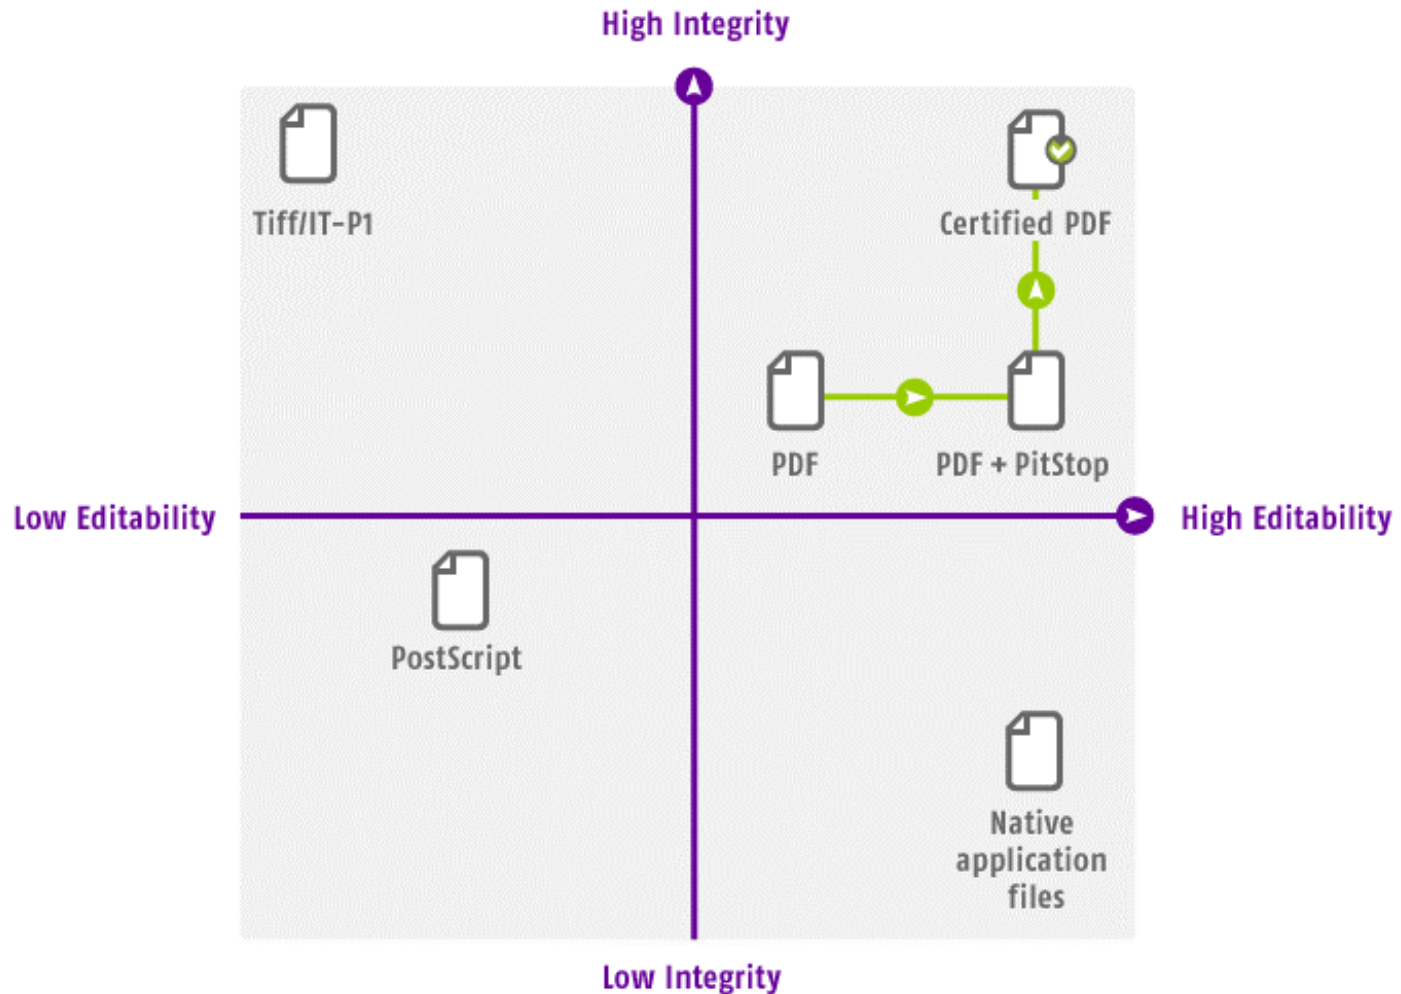 High Integrity
Tiff/IT-P1
Certified PDF
PDF
PDF + PitStop
Low Editability
High Editability
PostScript
Native
application
files
Low Integrity